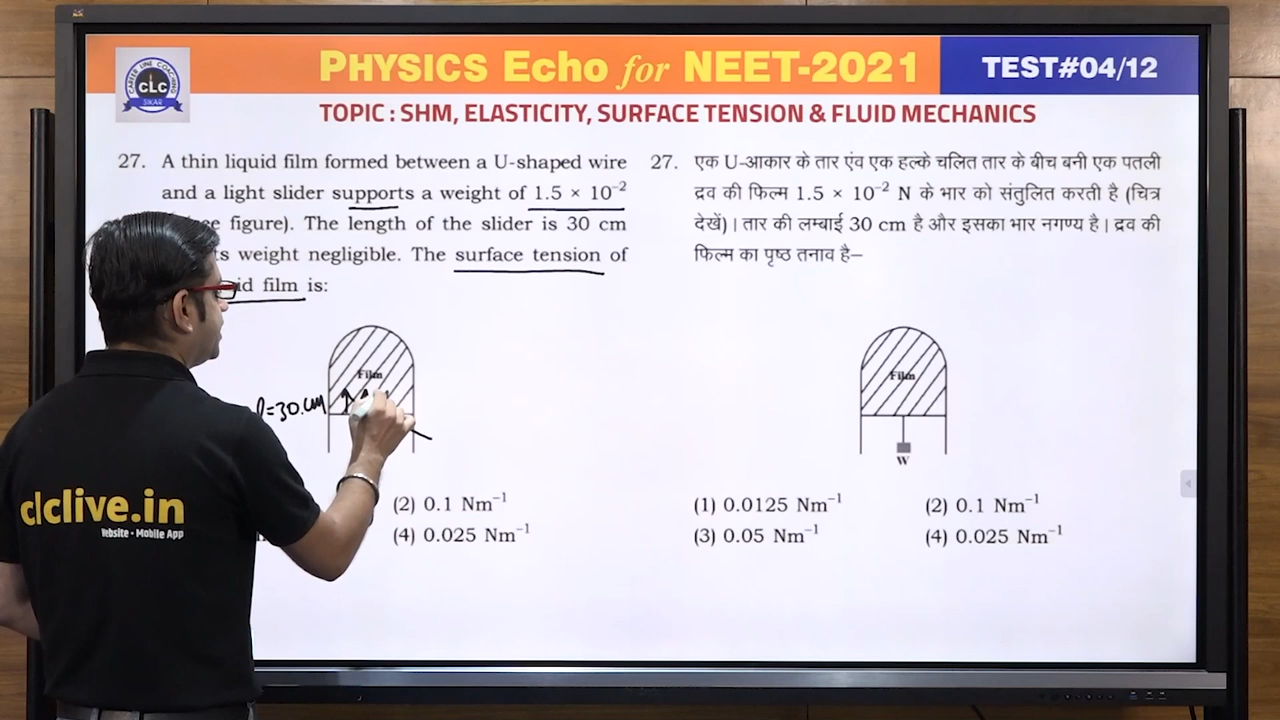 PHYSICS Echo for NEET-2021
TEST#04/12
CAREER LINE COACHING
CLC
SIKAR
TOPIC : SHM, ELASTICITY, SURFACE TENSION & FLUID MECHANICS
27. A thin liquid film formed between a U-shaped wire
and a light slider supports a weight of 1.5 × 10⁻²
figure). The length of the slider is 30 cm
weight negligible. The surface tension of
film is:
Film
l=30 cm
(2) 0.1 Nm⁻¹
(4) 0.025 Nm⁻¹
27. एक U-आकार के तार एंव एक हल्के चलित तार के बीच बनी एक पतली
द्रव की फिल्म 1.5 × 10⁻² N के भार को संतुलित करती है (चित्र
देखें)। तार की लम्बाई 30 cm है और इसका भार नगण्य है। द्रव की
फिल्म का पृष्ठ तनाव है–
Film
W
(1) 0.0125 Nm⁻¹ (2) 0.1 Nm⁻¹
(3) 0.05 Nm⁻¹ (4) 0.025 Nm⁻¹
clclive.in
Website • Mobile App